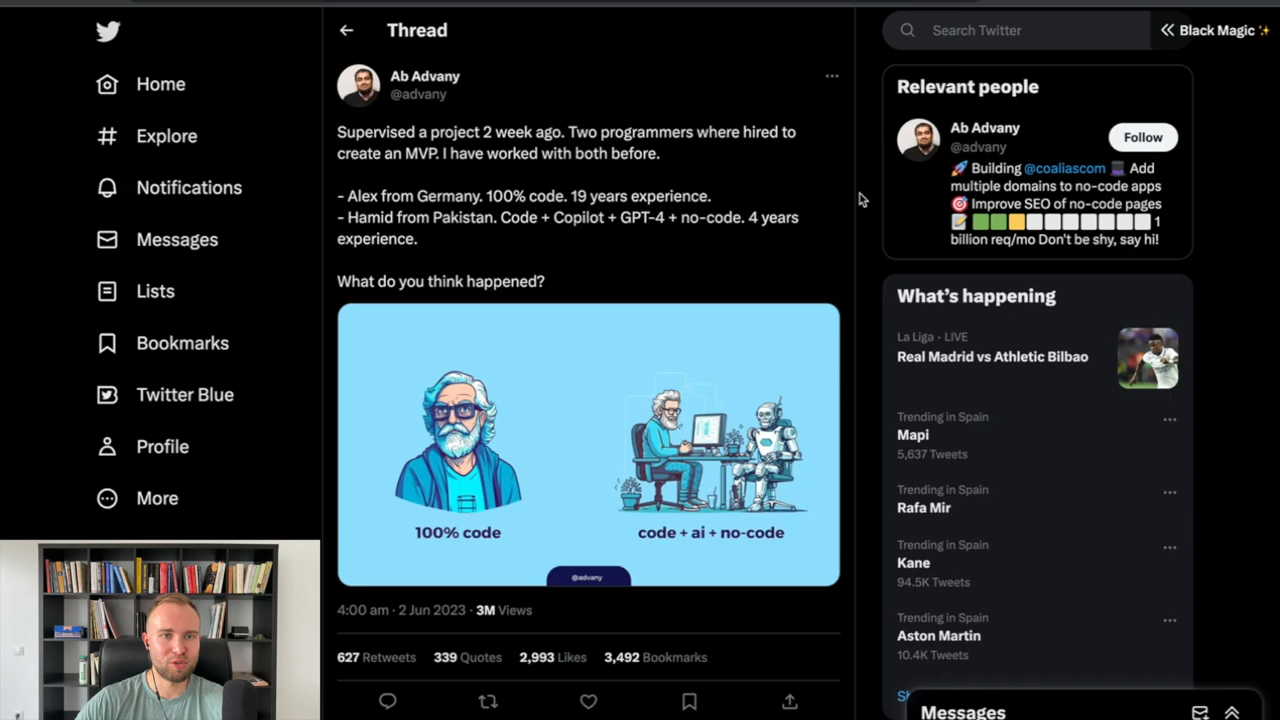 Home
Explore
Notifications
Messages
Lists
Bookmarks
Twitter Blue
Profile
More
Thread
Ab Advany
@advany
Supervised a project 2 week ago. Two programmers where hired to
create an MVP. I have worked with both before.
- Alex from Germany. 100% code. 19 years experience.
- Hamid from Pakistan. Code + Copilot + GPT-4 + no-code. 4 years
experience.
What do you think happened?
100% code
code + ai + no-code
@advany
4:00 am · 2 Jun 2023 · 3M Views
627 Retweets 339 Quotes 2,993 Likes 3,492 Bookmarks
Search Twitter
Black Magic ✨
Relevant people
Ab Advany
@advany
Follow
🚀 Building @coaliascom 🎩 Add
multiple domains to no-code apps
🎯 Improve SEO of no-code pages
📝 🟩🟩🟨⬜⬜⬜⬜⬜⬜⬜ 1
billion req/mo Don't be shy, say hi!
What's happening
La Liga · LIVE
Real Madrid vs Athletic Bilbao
Trending in Spain
Mapi
5,637 Tweets
Trending in Spain
Rafa Mir
Trending in Spain
Kane
94.5K Tweets
Trending in Spain
Aston Martin
10.4K Tweets
Messages